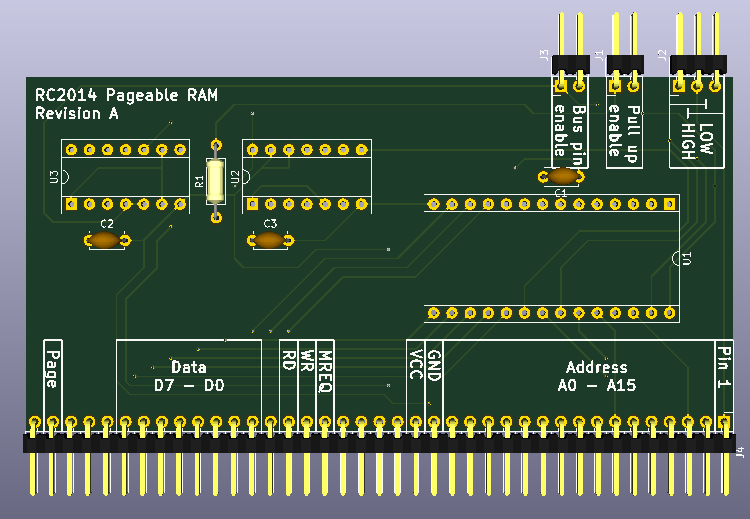 J3
J1
J2
RC2014 Pageable RAM
Revision A
Bus pin
enable
Pull up
enable
LOW
HIGH
U3
R1
U2
C1
C2
C3
U1
Page
Data
D7 - D0
RD
WR
MREQ
VCC
GND
Address
A0 - A15
Pin 1
J4